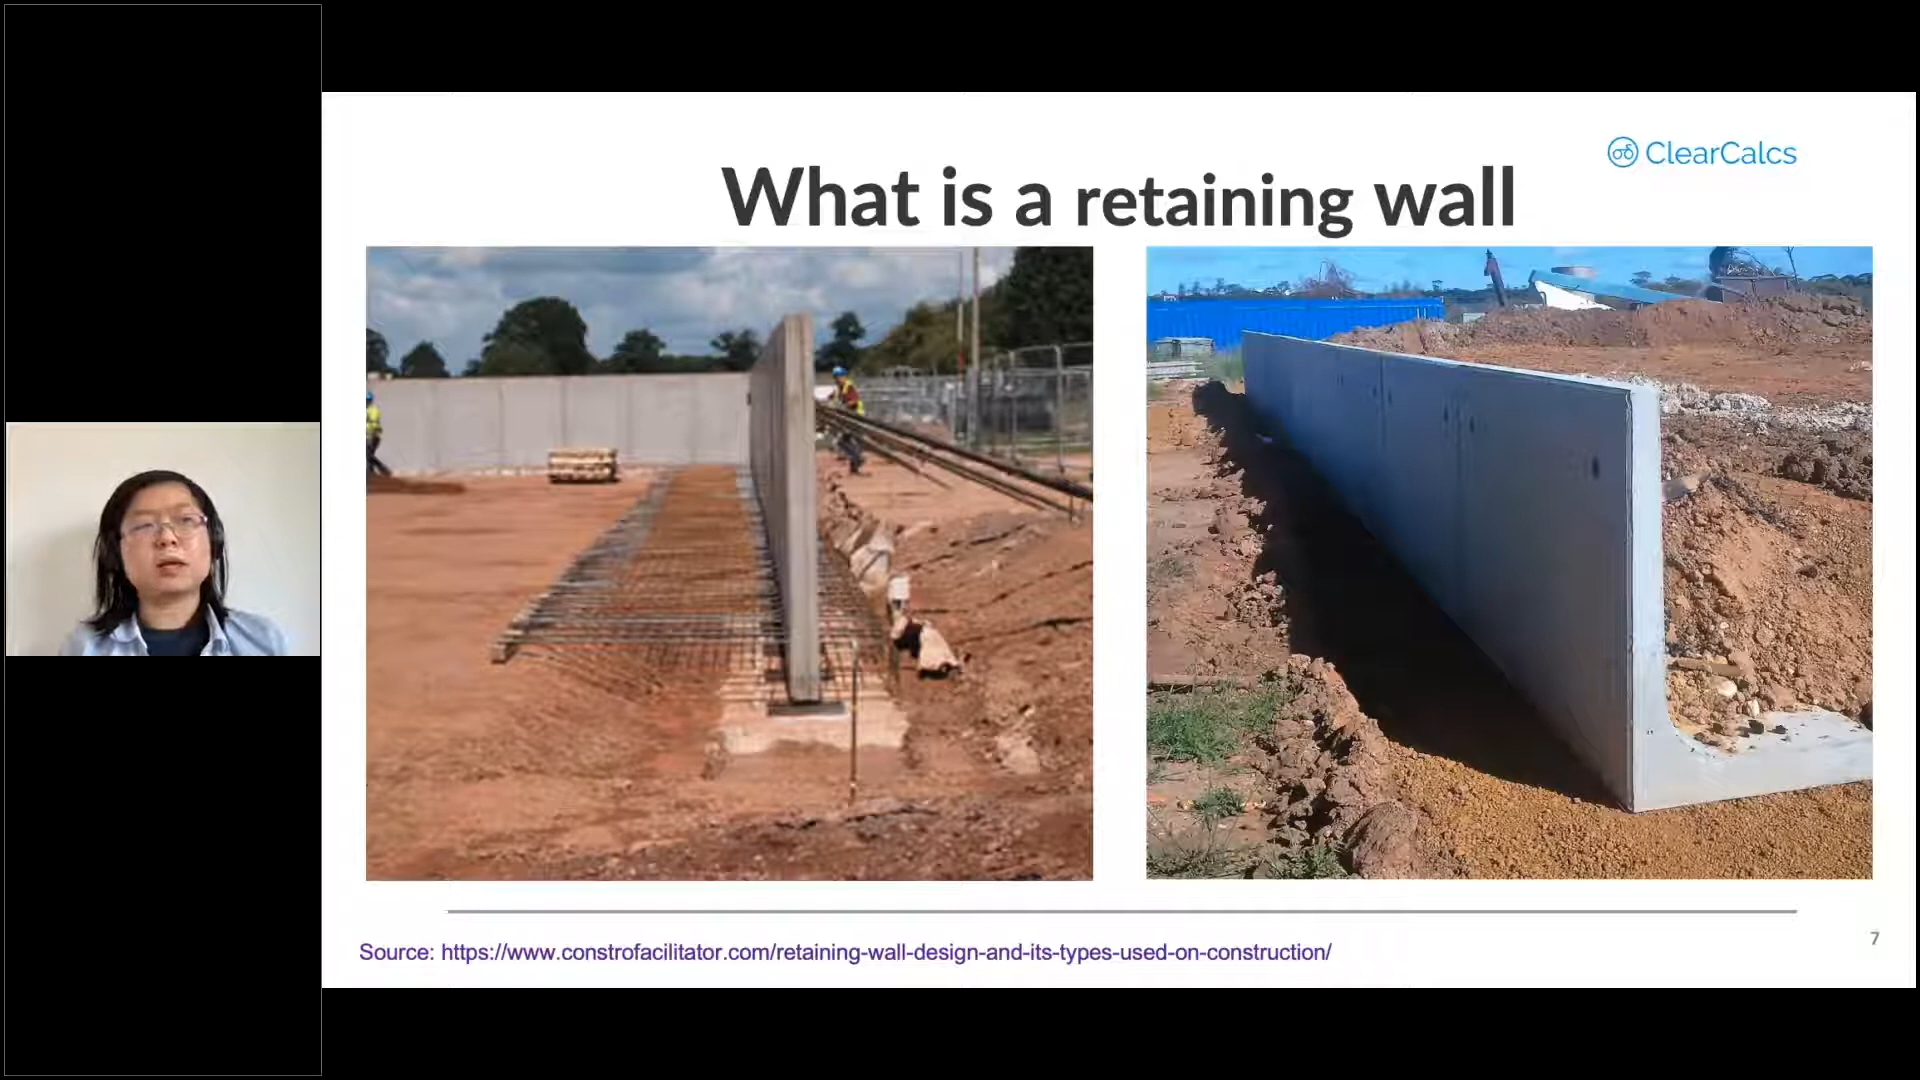 ClearCalcs
What is a retaining wall
Source: https://www.constrofacilitator.com/retaining-wall-design-and-its-types-used-on-construction/
7